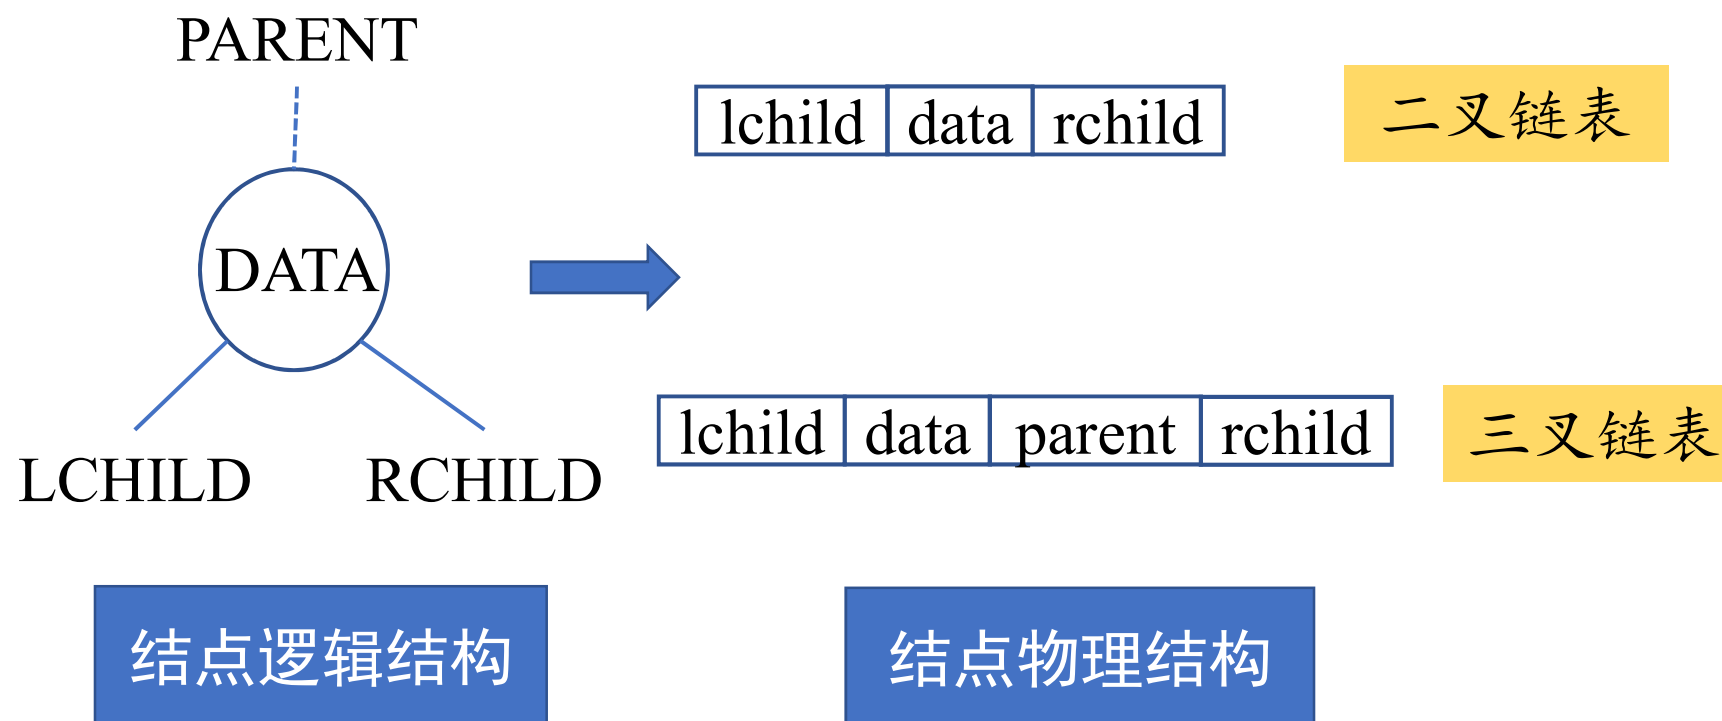 PARENT
DATA
LCHILD
RCHILD
结点逻辑结构
lchild data rchild
二叉链表
lchild data parent rchild
三叉链表
结点物理结构